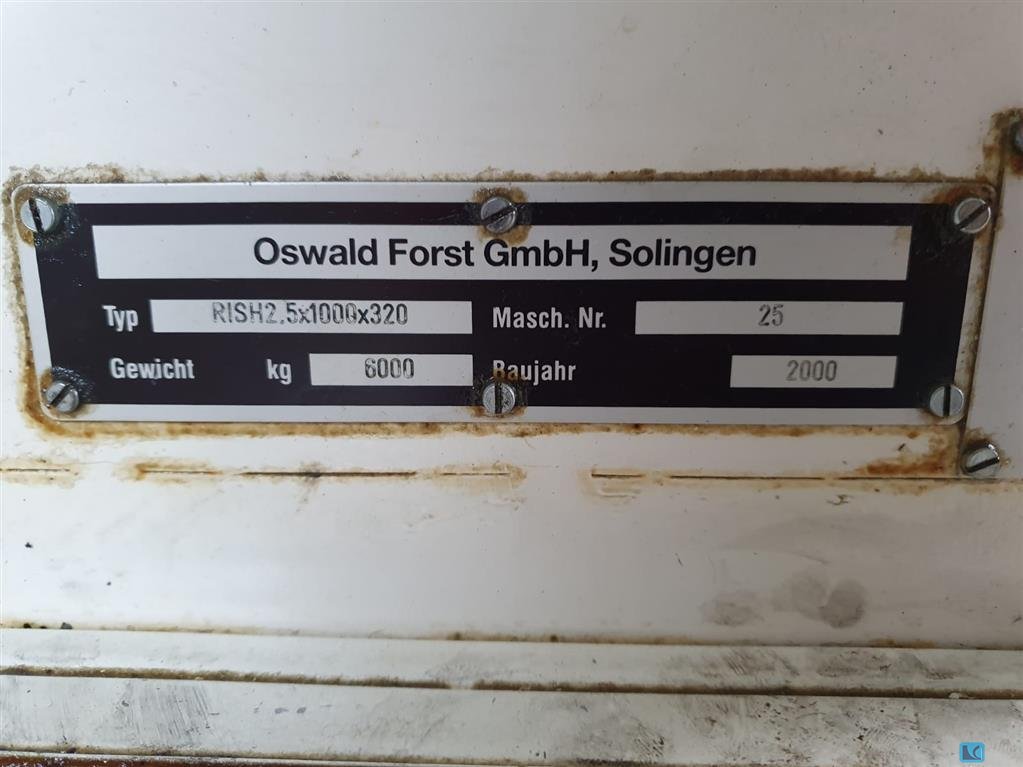 Oswald Forst GmbH, Solingen
Typ RISH2,5x1000x320 Masch. Nr. 25
Gewicht kg 6000 Baujahr 2000